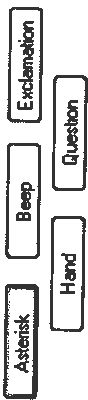 Asterisk
Beep
Exclamation
Hand
Question